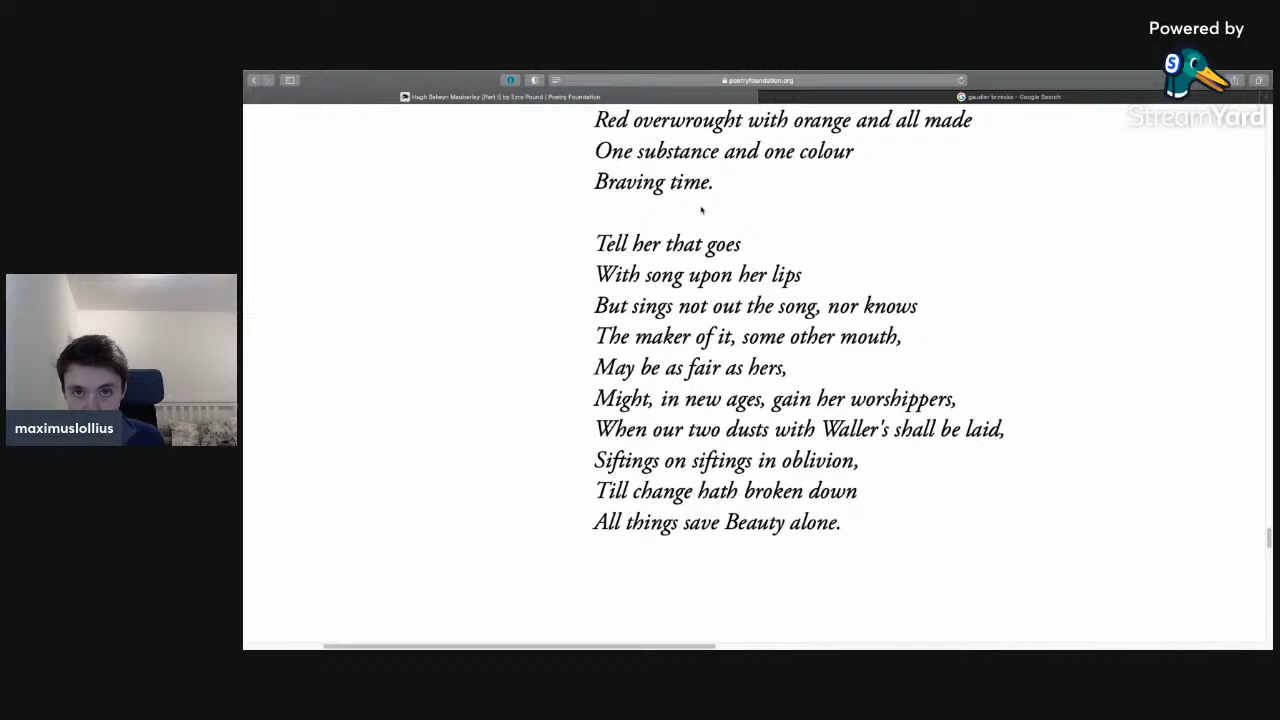 Powered by
S
StreamYard
poetryfoundation.org
Hugh Selwyn Mauberley [Part I] by Ezra Pound | Poetry Foundation
gaudier brzeska - Google Search
Red overwrought with orange and all made
One substance and one colour
Braving time.
Tell her that goes
With song upon her lips
But sings not out the song, nor knows
The maker of it, some other mouth,
May be as fair as hers,
Might, in new ages, gain her worshippers,
When our two dusts with Waller's shall be laid,
Siftings on siftings in oblivion,
Till change hath broken down
All things save Beauty alone.
maximuslollius